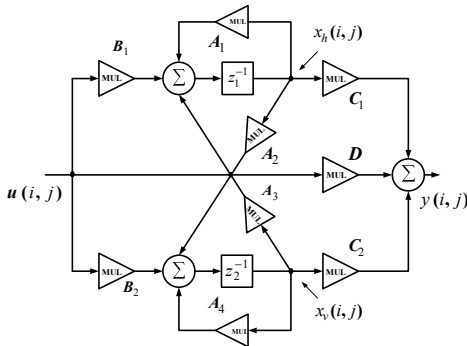 MUL
A₁
x_h(i, j)
B₁
MUL
∑
z₁⁻¹
MUL
C₁
MUL
A₂
D
u(i, j)
MUL
∑
y(i, j)
A₃
MUL
C₂
MUL
∑
z₂⁻¹
MUL
B₂
A₄
x_v(i, j)
MUL